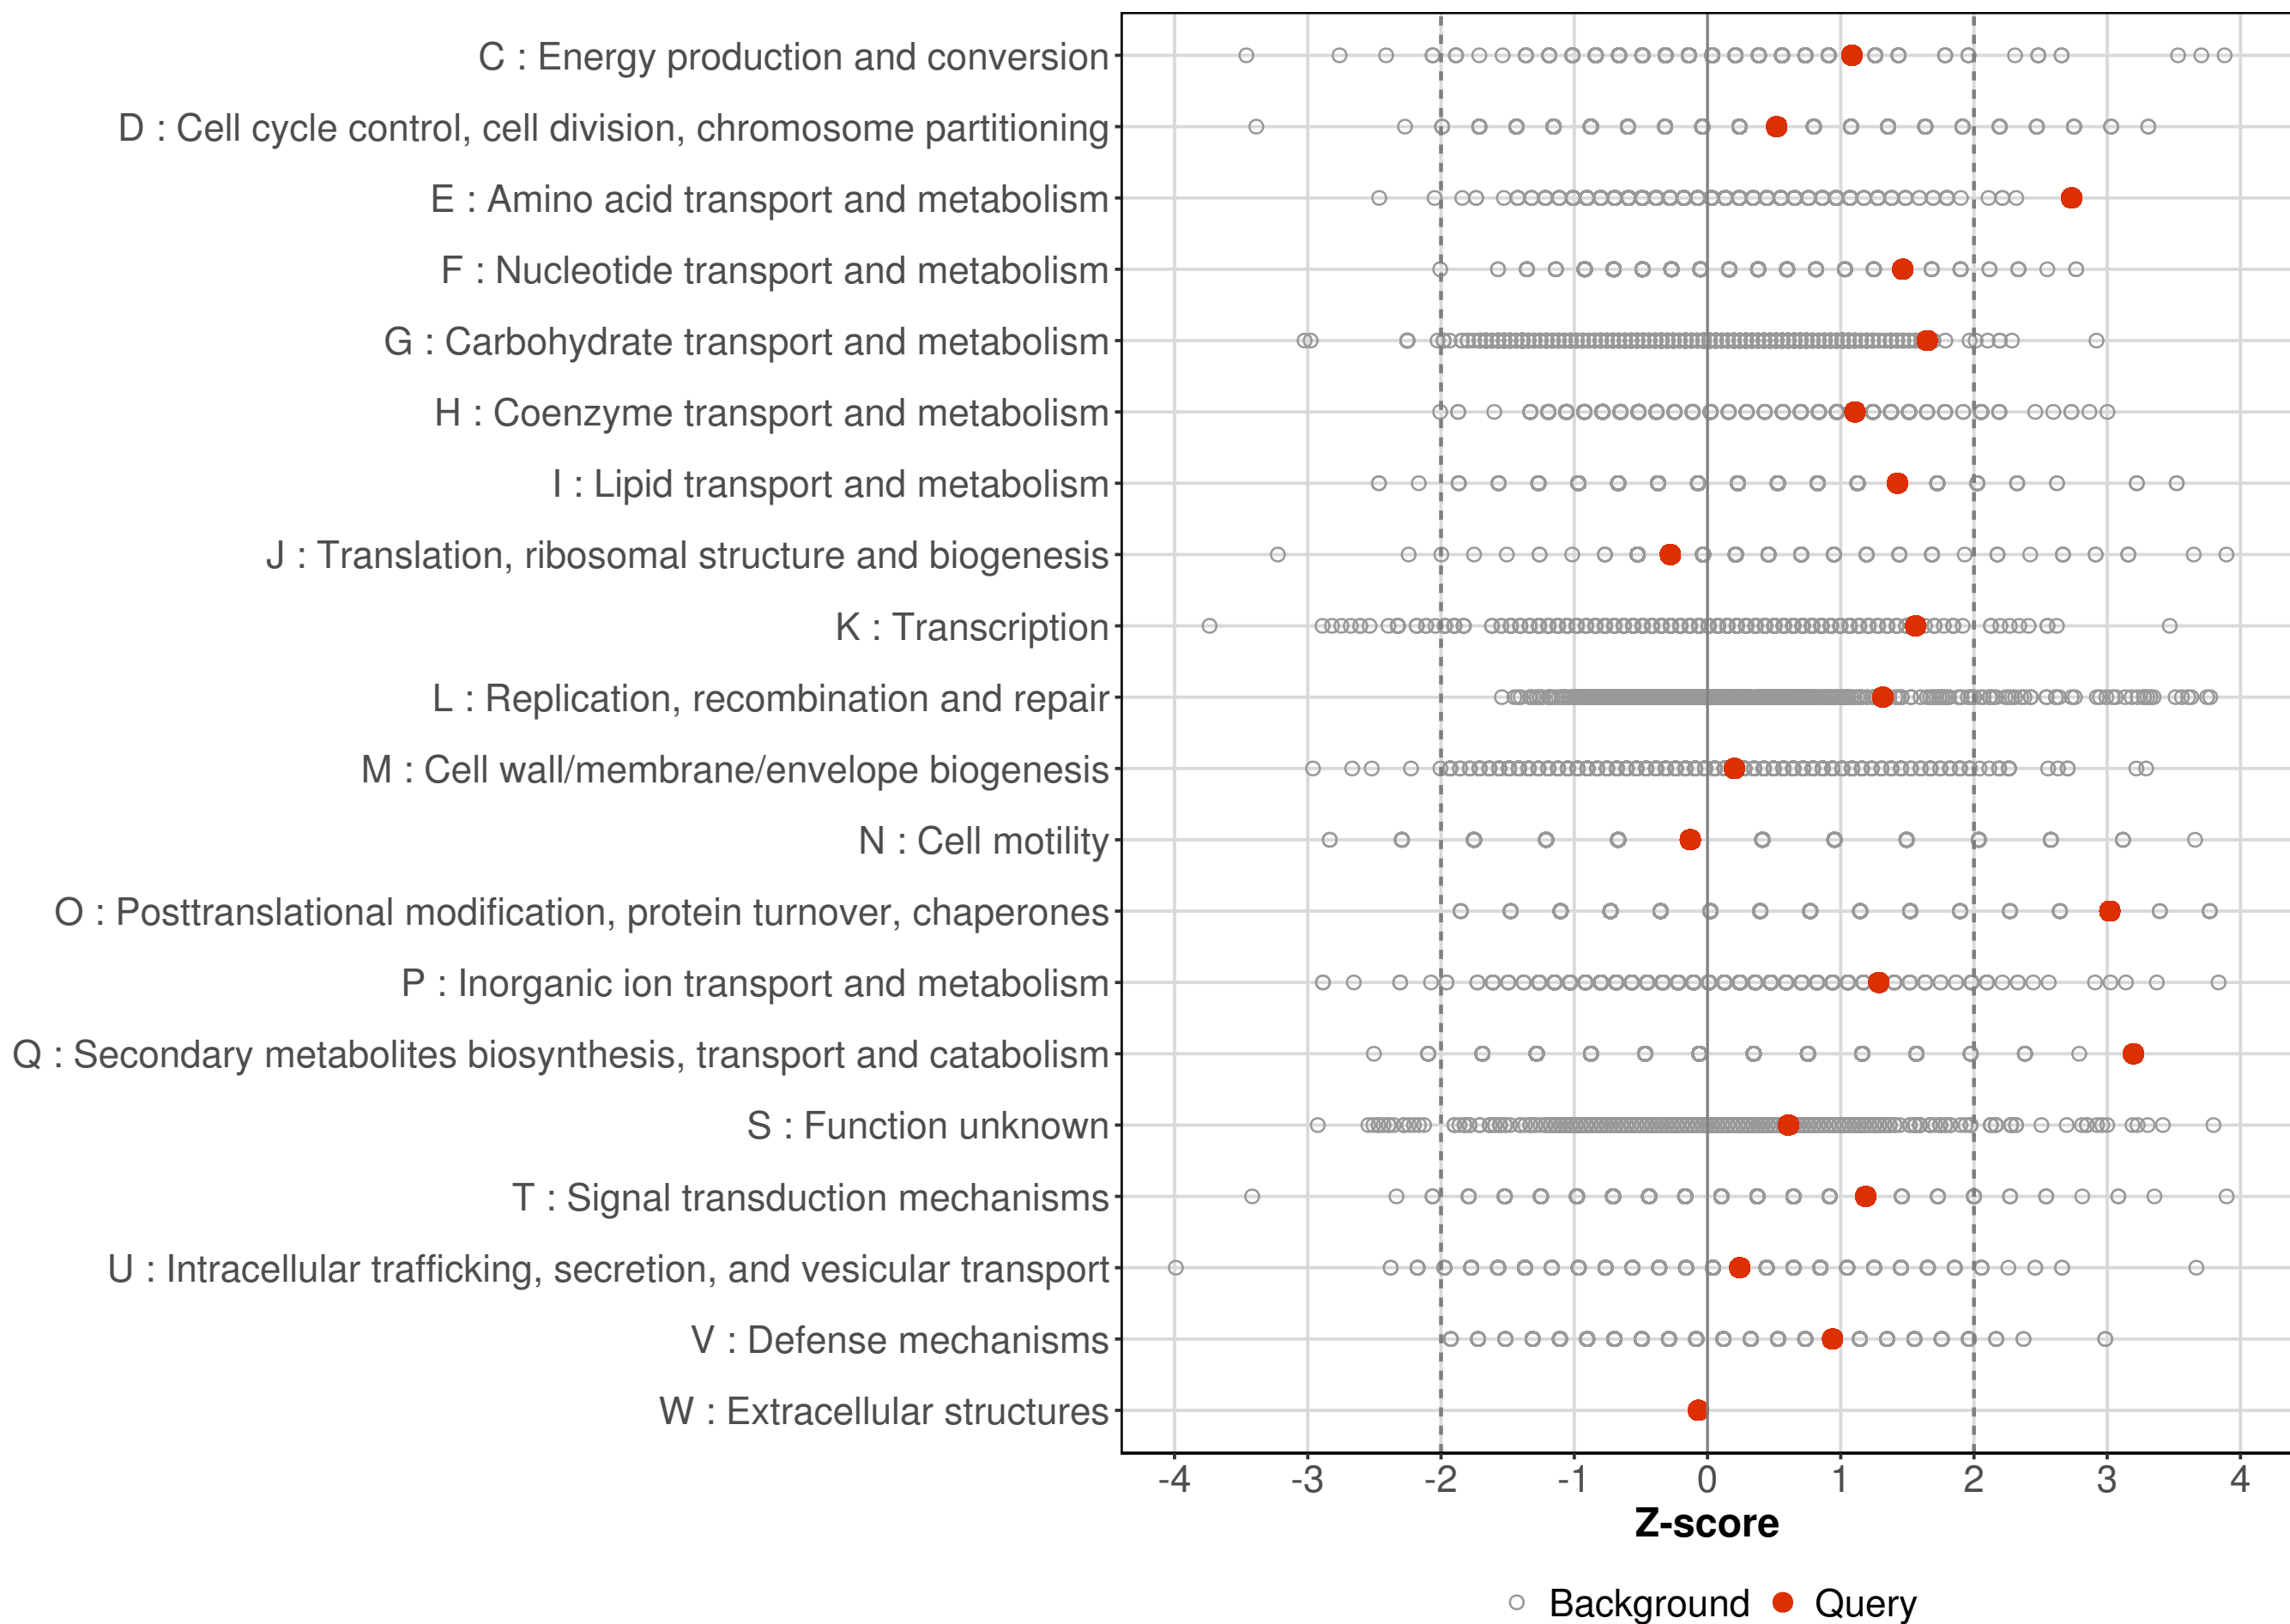 C : Energy production and conversion
D : Cell cycle control, cell division, chromosome partitioning
E : Amino acid transport and metabolism
F : Nucleotide transport and metabolism
G : Carbohydrate transport and metabolism
H : Coenzyme transport and metabolism
I : Lipid transport and metabolism
J : Translation, ribosomal structure and biogenesis
K : Transcription
L : Replication, recombination and repair
M : Cell wall/membrane/envelope biogenesis
N : Cell motility
O : Posttranslational modification, protein turnover, chaperones
P : Inorganic ion transport and metabolism
Q : Secondary metabolites biosynthesis, transport and catabolism
S : Function unknown
T : Signal transduction mechanisms
U : Intracellular trafficking, secretion, and vesicular transport
V : Defense mechanisms
W : Extracellular structures
-4 -3 -2 -1 0 1 2 3 4
Z-score
Background Query